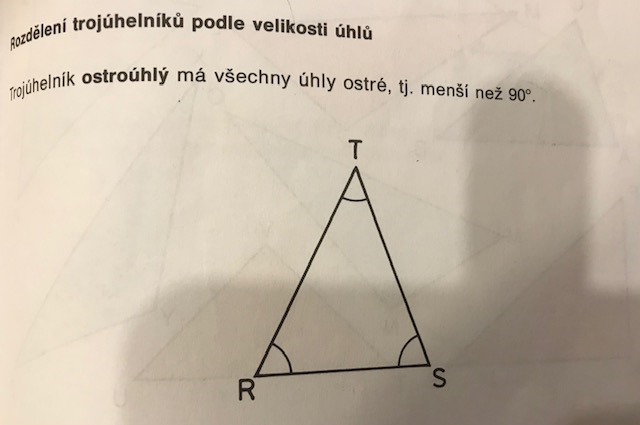 Rozdělení trojúhelníků podle velikosti úhlů
Trojúhelník ostroúhlý má všechny úhly ostré, tj. menší než 90°.
T
R
S